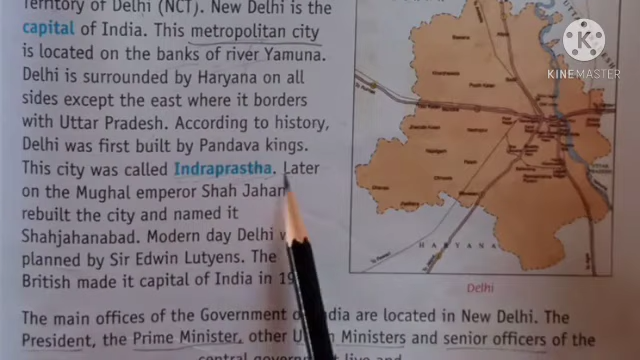 Territory of Delhi (NCT). New Delhi is the
capital of India. This metropolitan city
is located on the banks of river Yamuna.
Delhi is surrounded by Haryana on all
sides except the east where it borders
with Uttar Pradesh. According to history,
Delhi was first built by Pandava kings.
This city was called Indraprastha. Later
on the Mughal emperor Shah Jahan
rebuilt the city and named it
Shahjahanabad. Modern day Delhi
planned by Sir Edwin Lutyens. The
British made it capital of India in
The main offices of the Government of India are located in New Delhi. The
President, the Prime Minister, other Union Ministers and senior officers of the
central government live and
HARYANA
Delhi
KINEMASTER